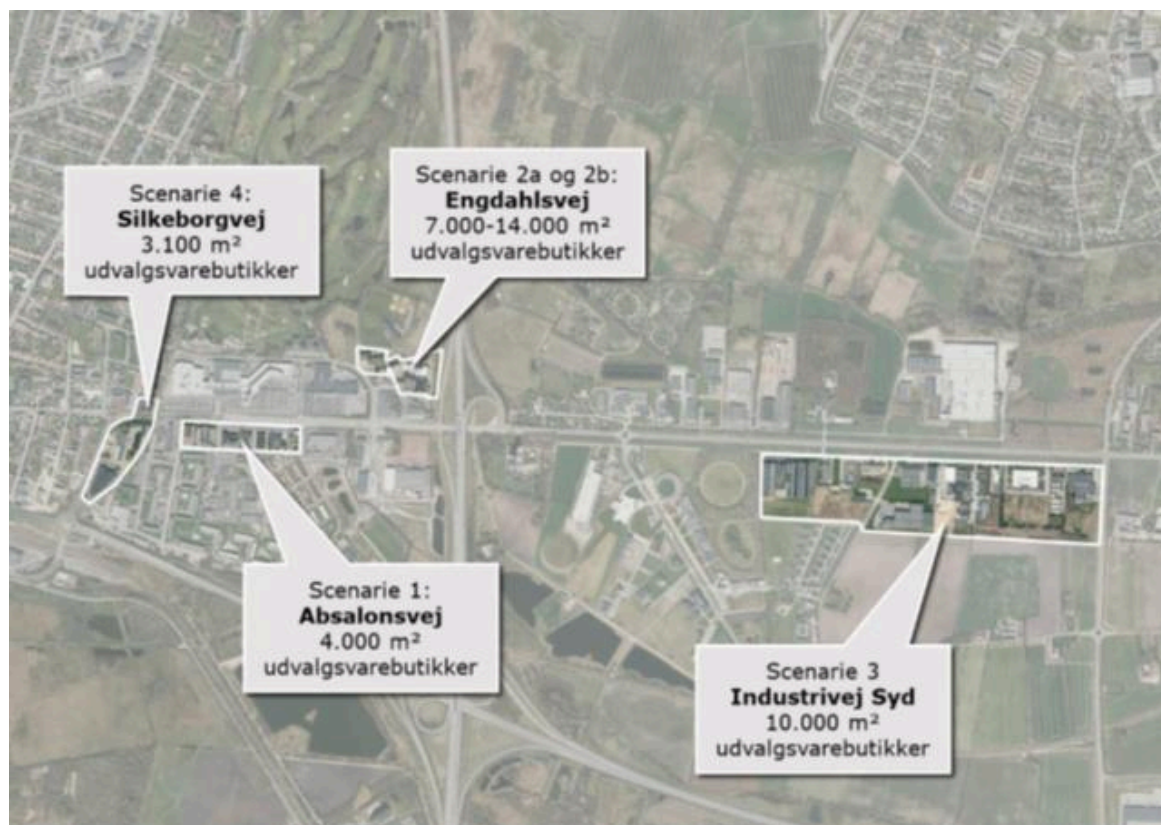 Scenarie 4:
Silkeborgvej
3.100 m²
udvalgsvarebutikker
Scenarie 2a og 2b:
Engdahlsvej
7.000-14.000 m²
udvalgsvarebutikker
Scenarie 1:
Absalonsvej
4.000 m²
udvalgsvarebutikker
Scenarie 3
Industrivej Syd
10.000 m²
udvalgsvarebutikker